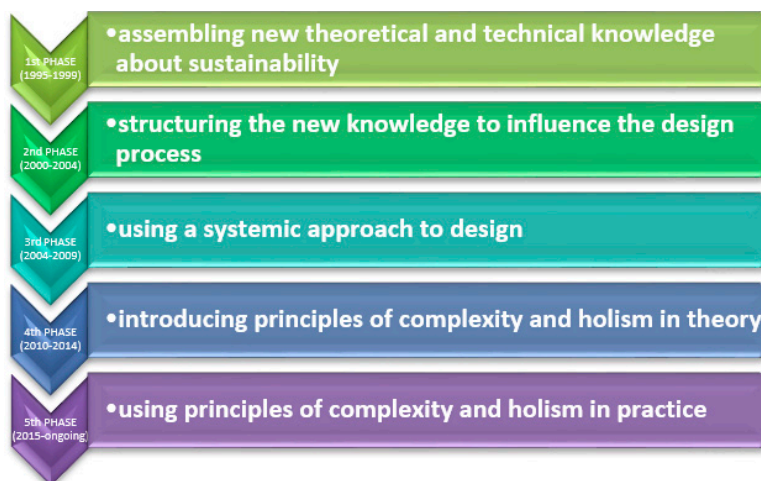 1st PHASE
(1995-1999)
•assembling new theoretical and technical knowledge
about sustainability
2nd PHASE
(2000-2004)
•structuring the new knowledge to influence the design
process
3rd PHASE
(2004-2009)
•using a systemic approach to design
4th PHASE
(2010-2014)
•introducing principles of complexity and holism in theory
5th PHASE
(2015-ongoing)
•using principles of complexity and holism in practice